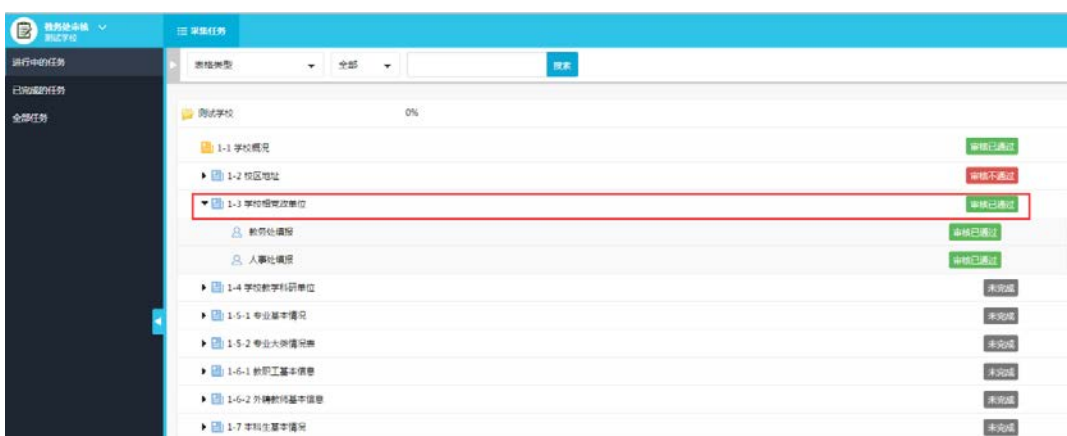 教务处审核
测试学校
采集任务
进行中的任务
已完成的任务
全部任务
表格类型 全部 搜索
测试学校 0%
1-1 学校概况 审核已通过
1-2 校区地址 审核不通过
1-3 学校相关党政单位 审核已通过
教务处填报 审核已通过
人事处填报 审核已通过
1-4 学校教学科研单位 未完成
1-5-1 专业基本情况 未完成
1-5-2 专业大类情况表 未完成
1-6-1 教职工基本信息 未完成
1-6-2 外聘教师基本信息 未完成
1-7 本科生基本情况 未完成